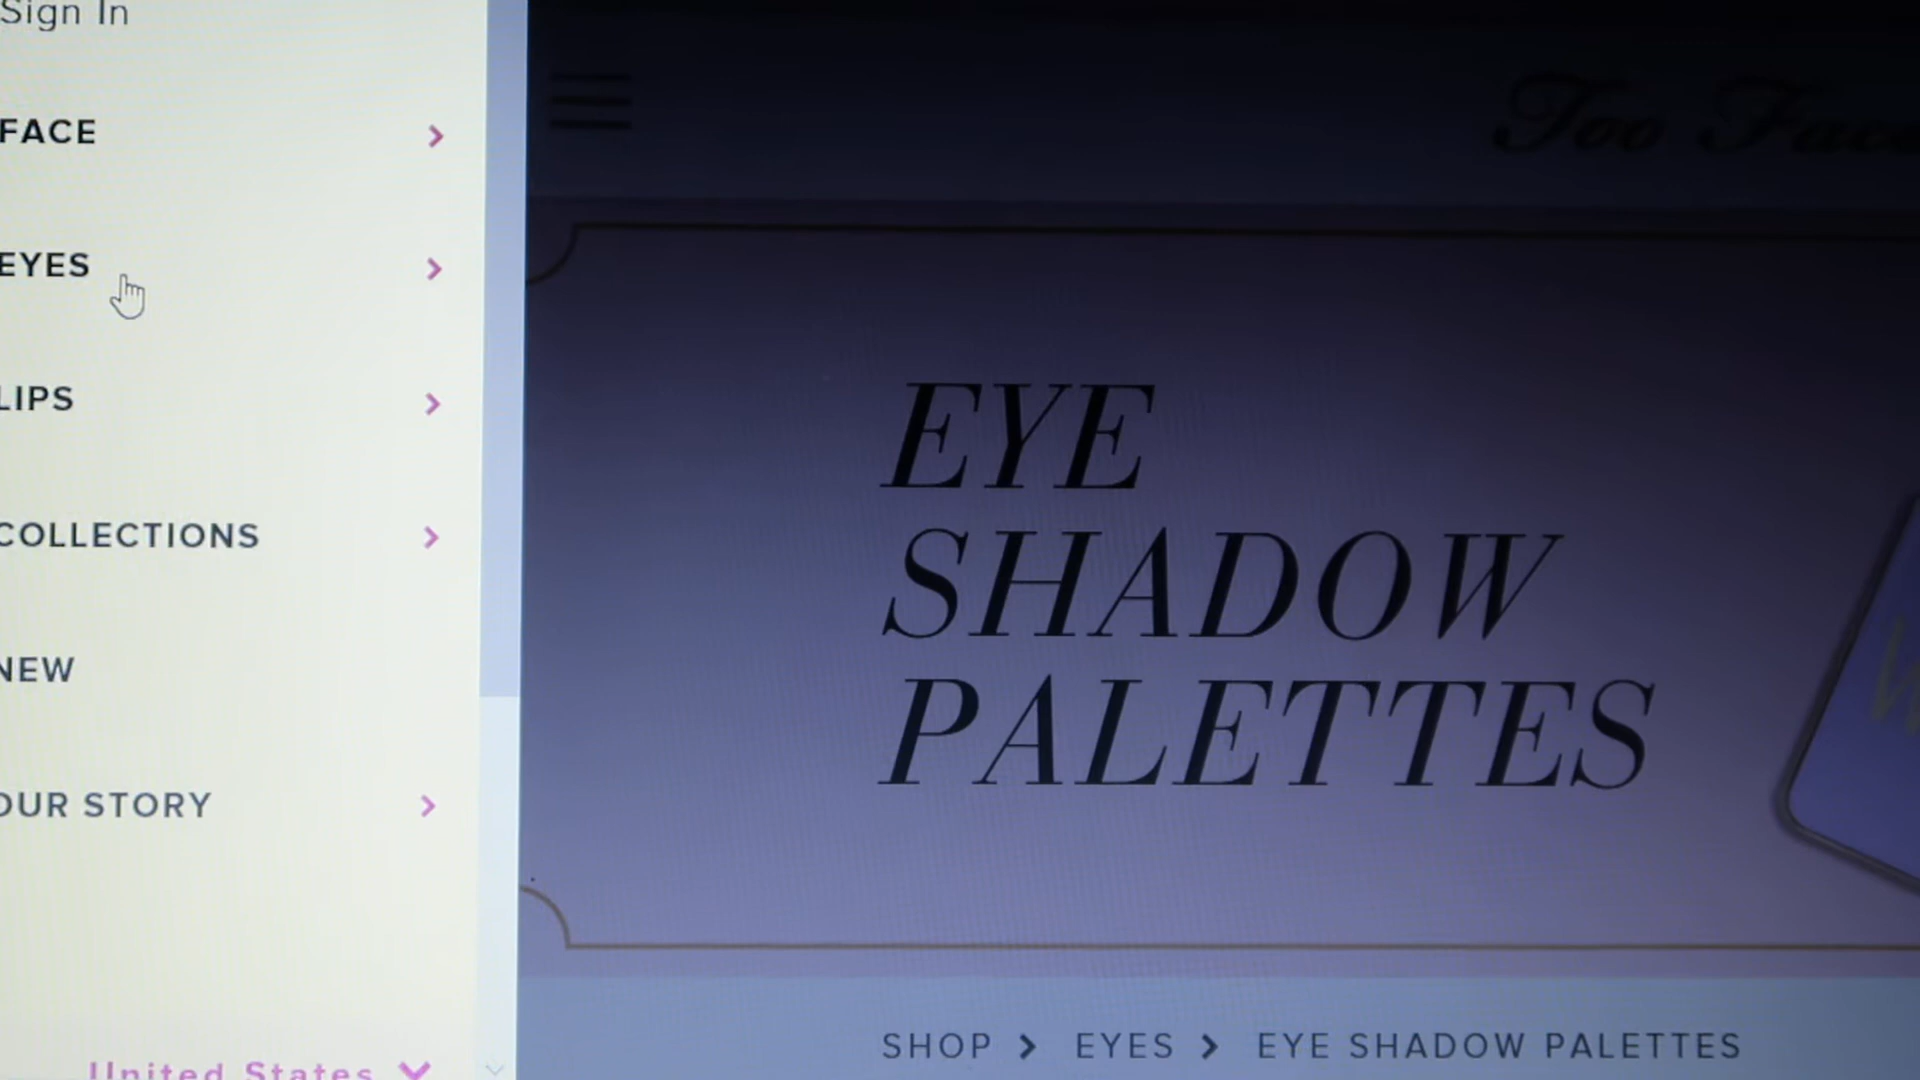 Sign In
FACE
EYES
LIPS
COLLECTIONS
NEW
OUR STORY
United States
Too Face
EYE
SHADOW
PALETTES
SHOP > EYES > EYE SHADOW PALETTES